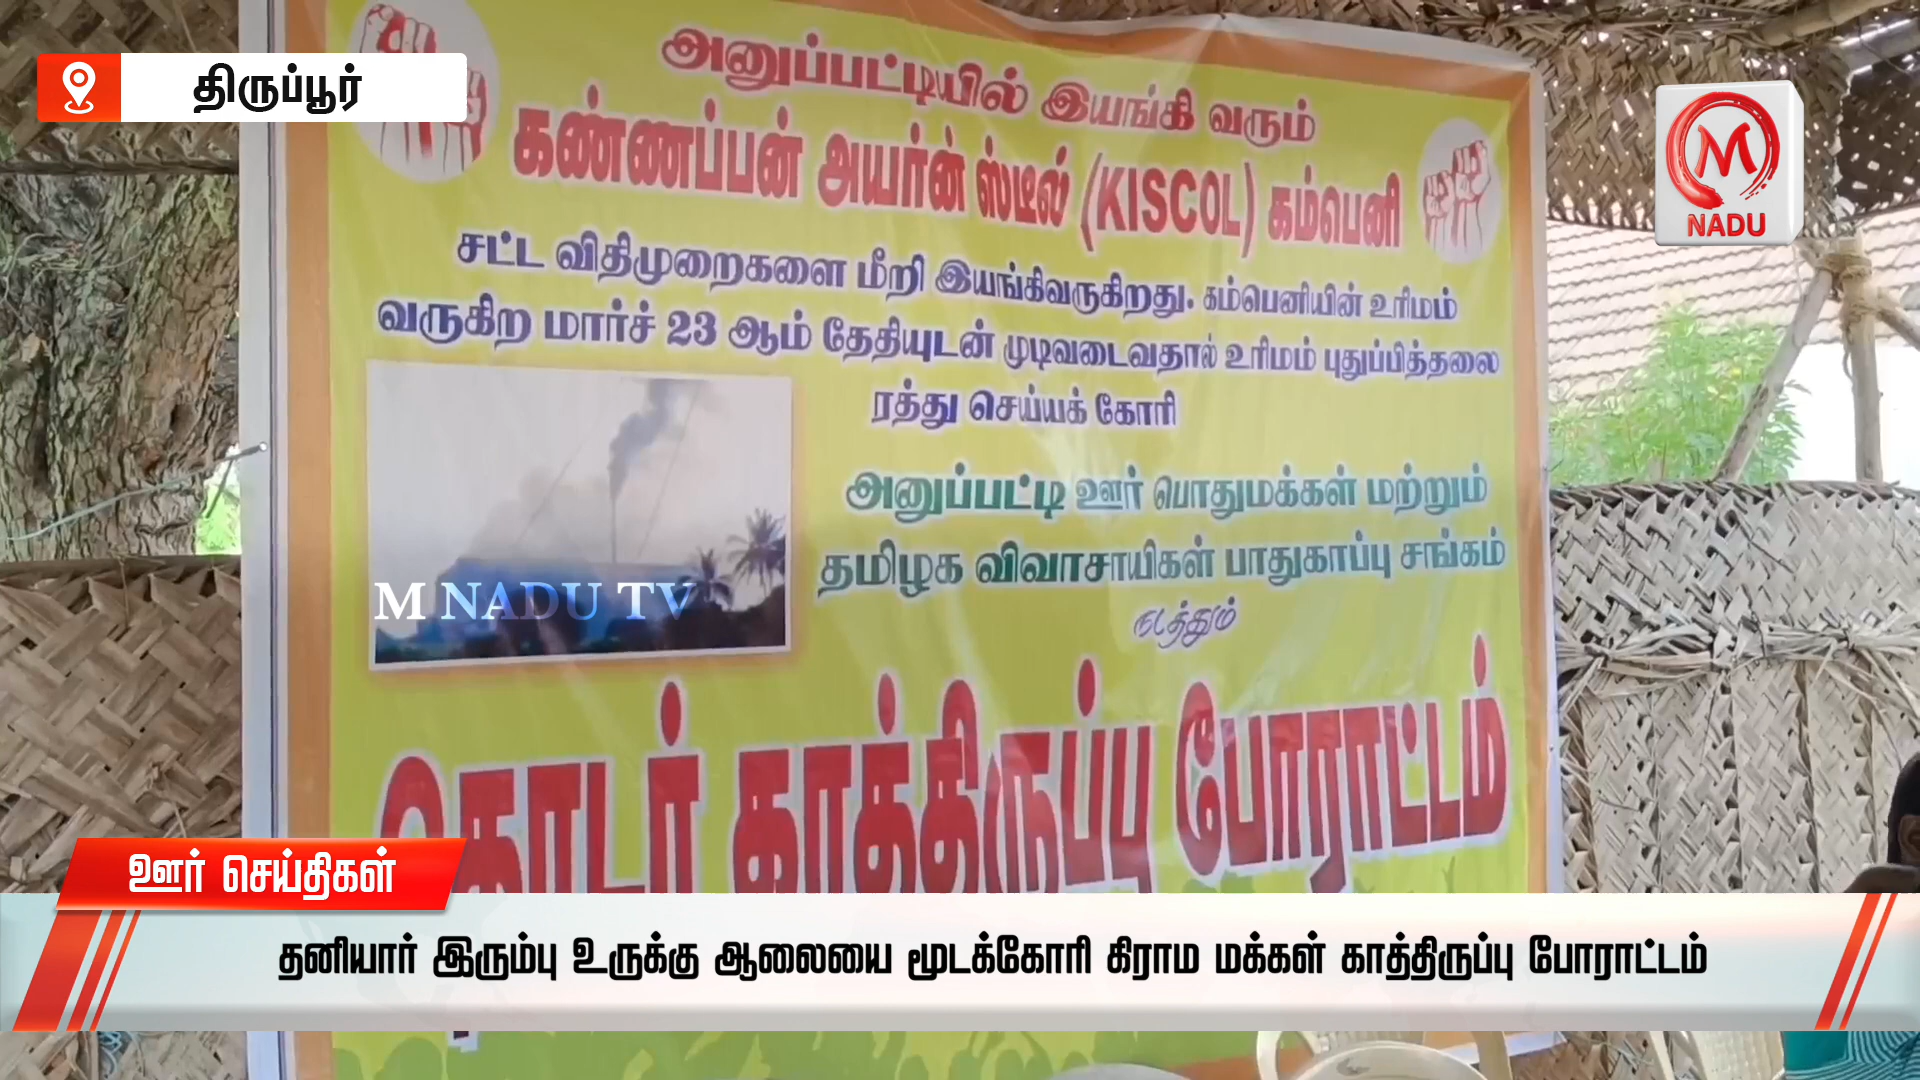 திருப்பூர்
M
NADU
அனுப்பட்டியில் இயங்கி வரும்
கண்ணப்பன் அயர்ன் ஸ்டீல் (KISCOL) கம்பெனி
சட்ட விதிமுறைகளை மீறி இயங்கிவருகிறது. கம்பெனியின் உரிமம்
வருகிற மார்ச் 23 ஆம் தேதியுடன் முடிவடைவதால் உரிமம் புதுப்பித்தலை
ரத்து செய்யக் கோரி
அனுப்பட்டி ஊர் பொதுமக்கள் மற்றும்
தமிழக விவசாயிகள் பாதுகாப்பு சங்கம்
நடத்தும்
M NADU TV
தொடர் காத்திருப்பு போராட்டம்
ஊர் செய்திகள்
தனியார் இரும்பு உருக்கு ஆலையை மூடக்கோரி கிராம மக்கள் காத்திருப்பு போராட்டம்